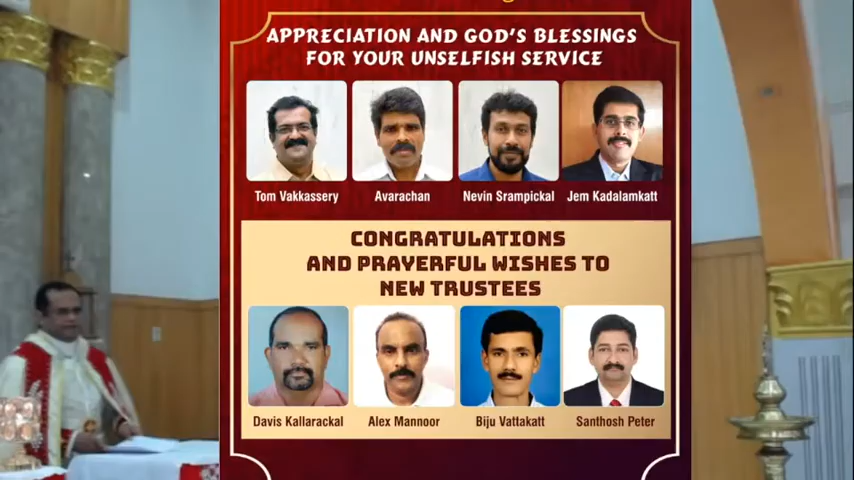 APPRECIATION AND GOD'S BLESSINGS
FOR YOUR UNSELFISH SERVICE
Tom Vakkassery
Avarachan
Nevin Srampickal
Jem Kadalamkatt
CONGRATULATIONS
AND PRAYERFUL WISHES TO
NEW TRUSTEES
Davis Kallarackal
Alex Mannoor
Biju Vattakatt
Santhosh Peter